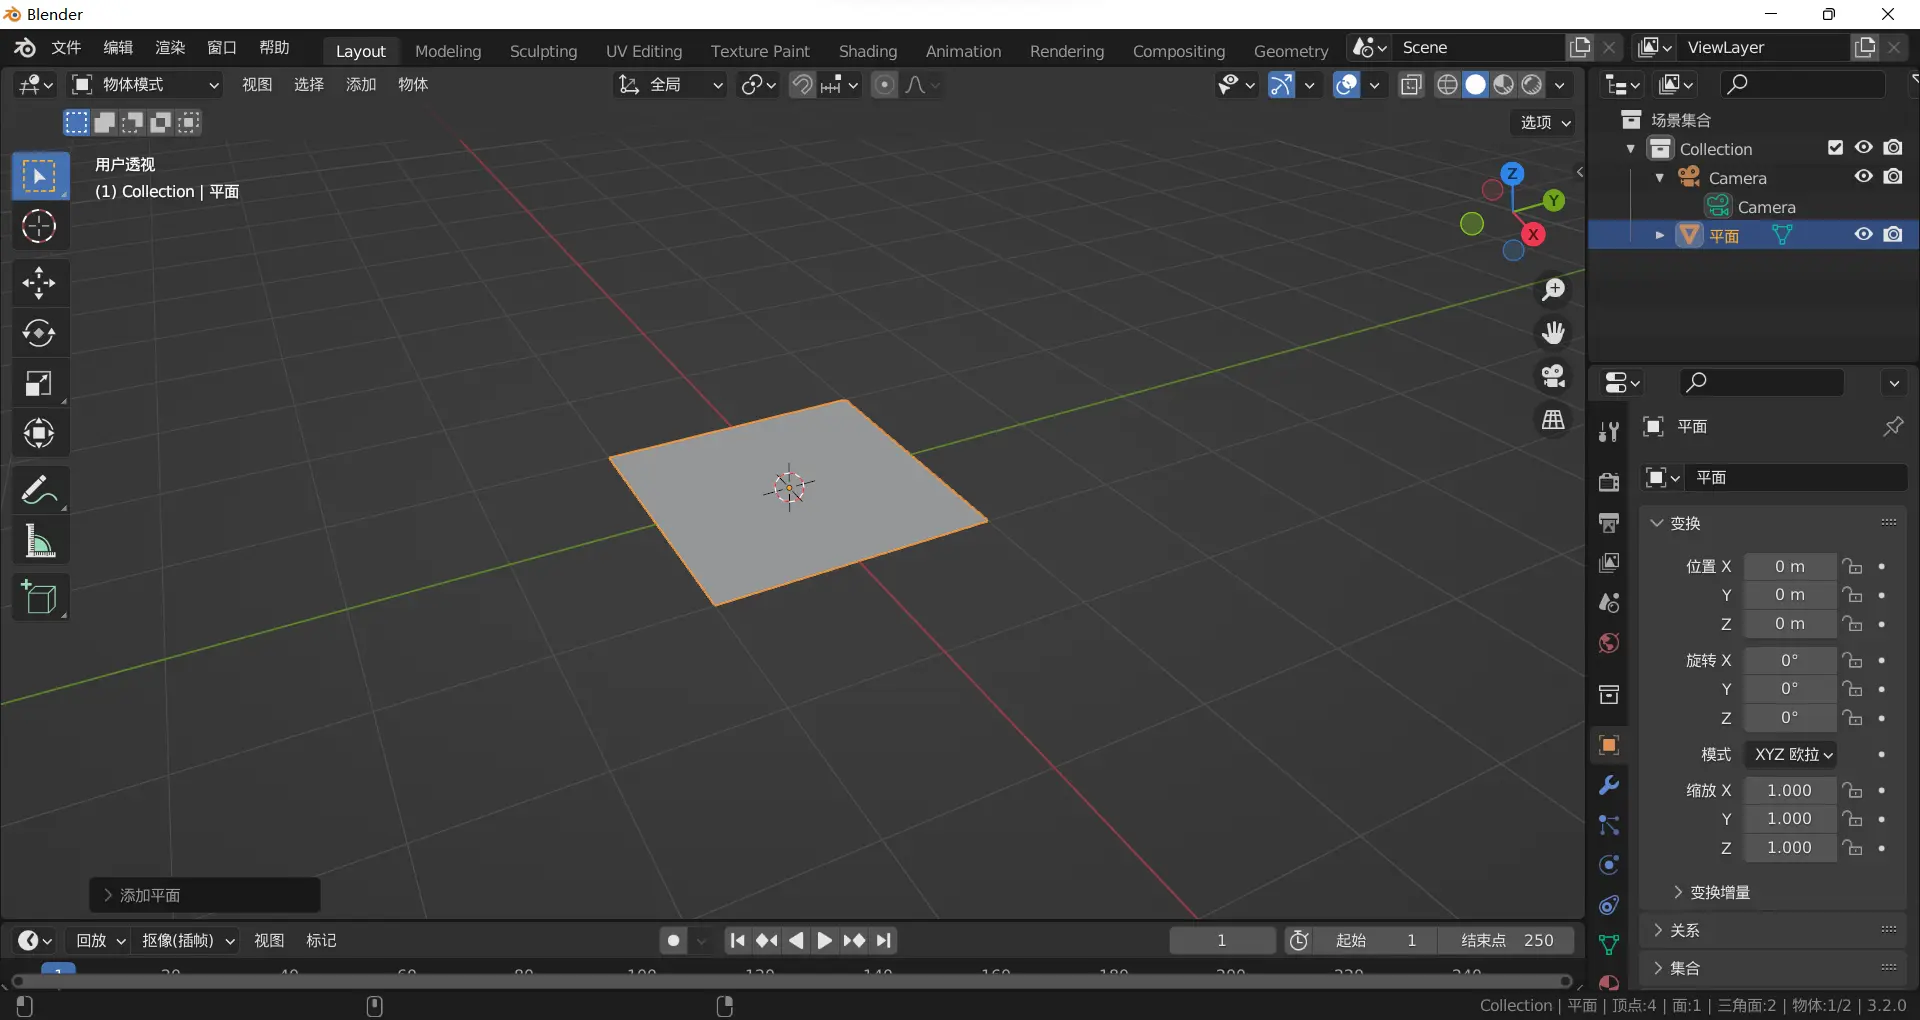 Blender
文件 编辑 渲染 窗口 帮助 Layout Modeling Sculpting UV Editing Texture Paint Shading Animation Rendering Compositing Geometry Scene ViewLayer
物体模式 视图 选择 添加 物体 全局
选项
用户透视
(1) Collection | 平面
Z
Y
X
场景集合
Collection
Camera
Camera
平面
平面
平面
变换
位置 X 0 m
Y 0 m
Z 0 m
旋转 X 0°
Y 0°
Z 0°
模式 XYZ 欧拉
缩放 X 1.000
Y 1.000
Z 1.000
变换增量
关系
集合
添加平面
回放 抠像(插帧) 视图 标记 1 起始 1 结束点 250
1 20 40 60 80 100 120 140 160 180 200 220 240
Collection | 平面 | 顶点:4 | 面:1 | 三角面:2 | 物体:1/2 | 3.2.0